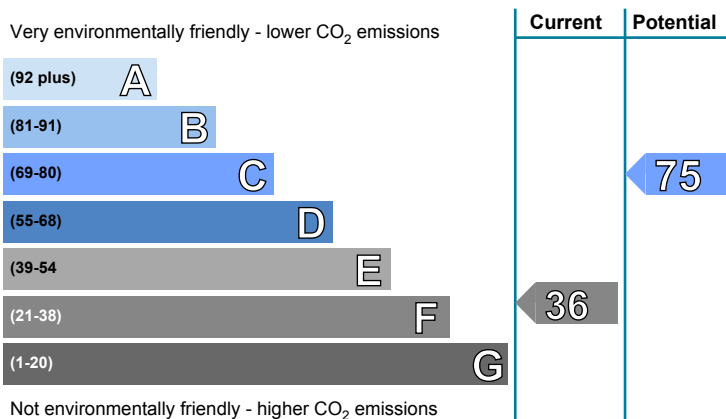 Very environmentally friendly - lower CO2 emissions Current Potential
(92 plus) A
(81-91) B
(69-80) C 75
(55-68) D
(39-54 E
(21-38) F 36
(1-20) G
Not environmentally friendly - higher CO2 emissions